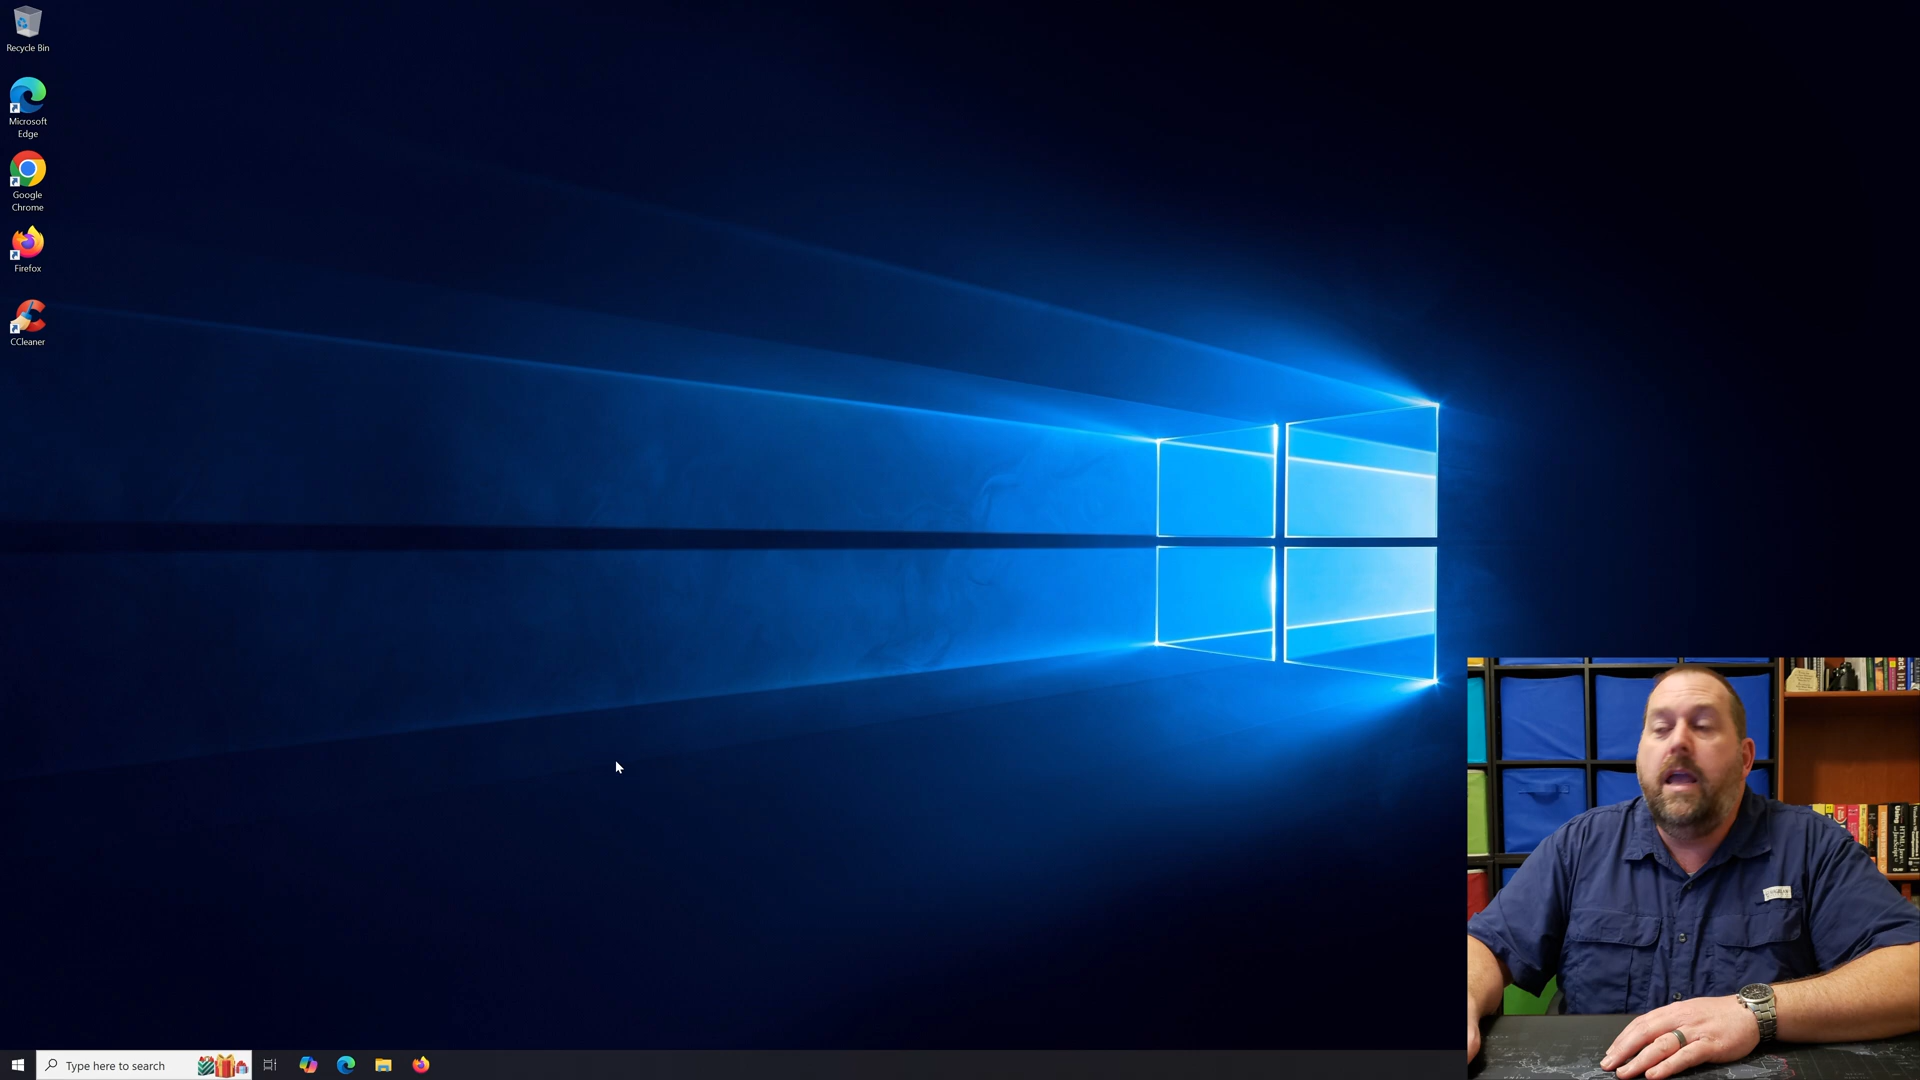 Recycle Bin
Microsoft
Edge
Google
Chrome
Firefox
CCleaner
Type here to search